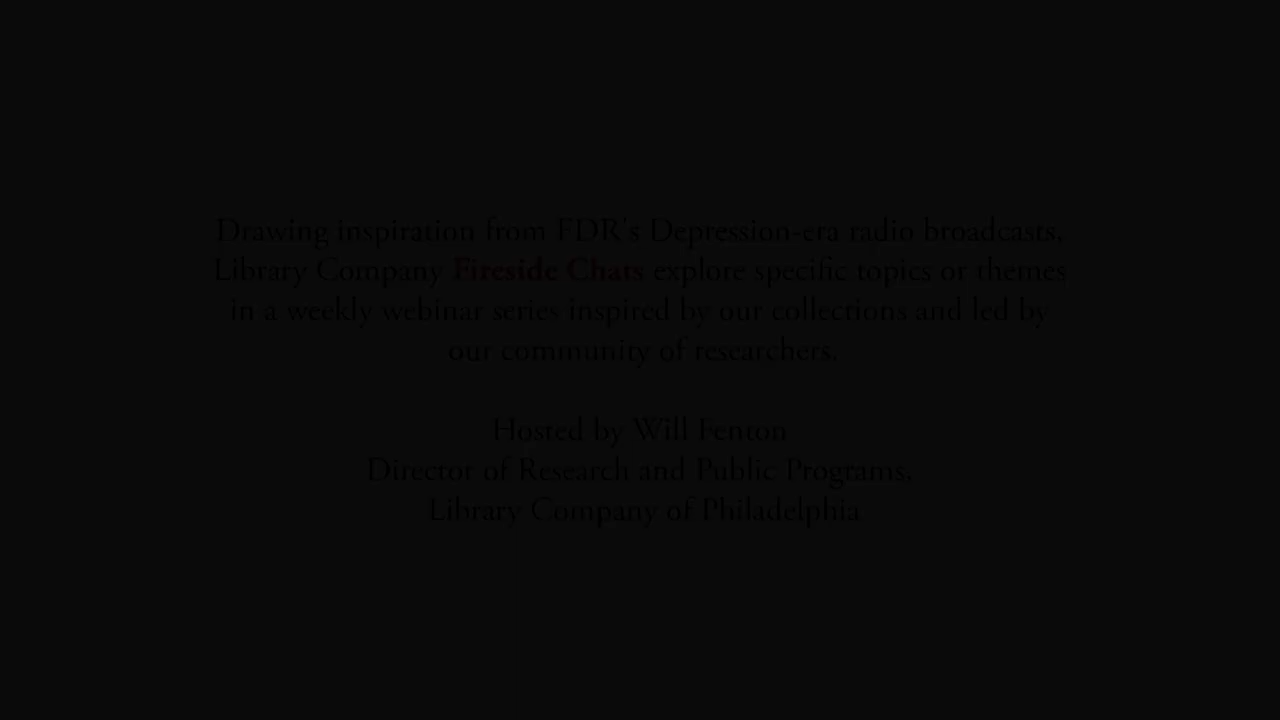 Drawing inspiration from FDR's Depression-era radio broadcasts,
Library Company Fireside Chats explore specific topics or themes
in a weekly webinar series inspired by our collections and led by
our community of researchers.
Hosted by Will Fenton
Director of Research and Public Programs,
Library Company of Philadelphia